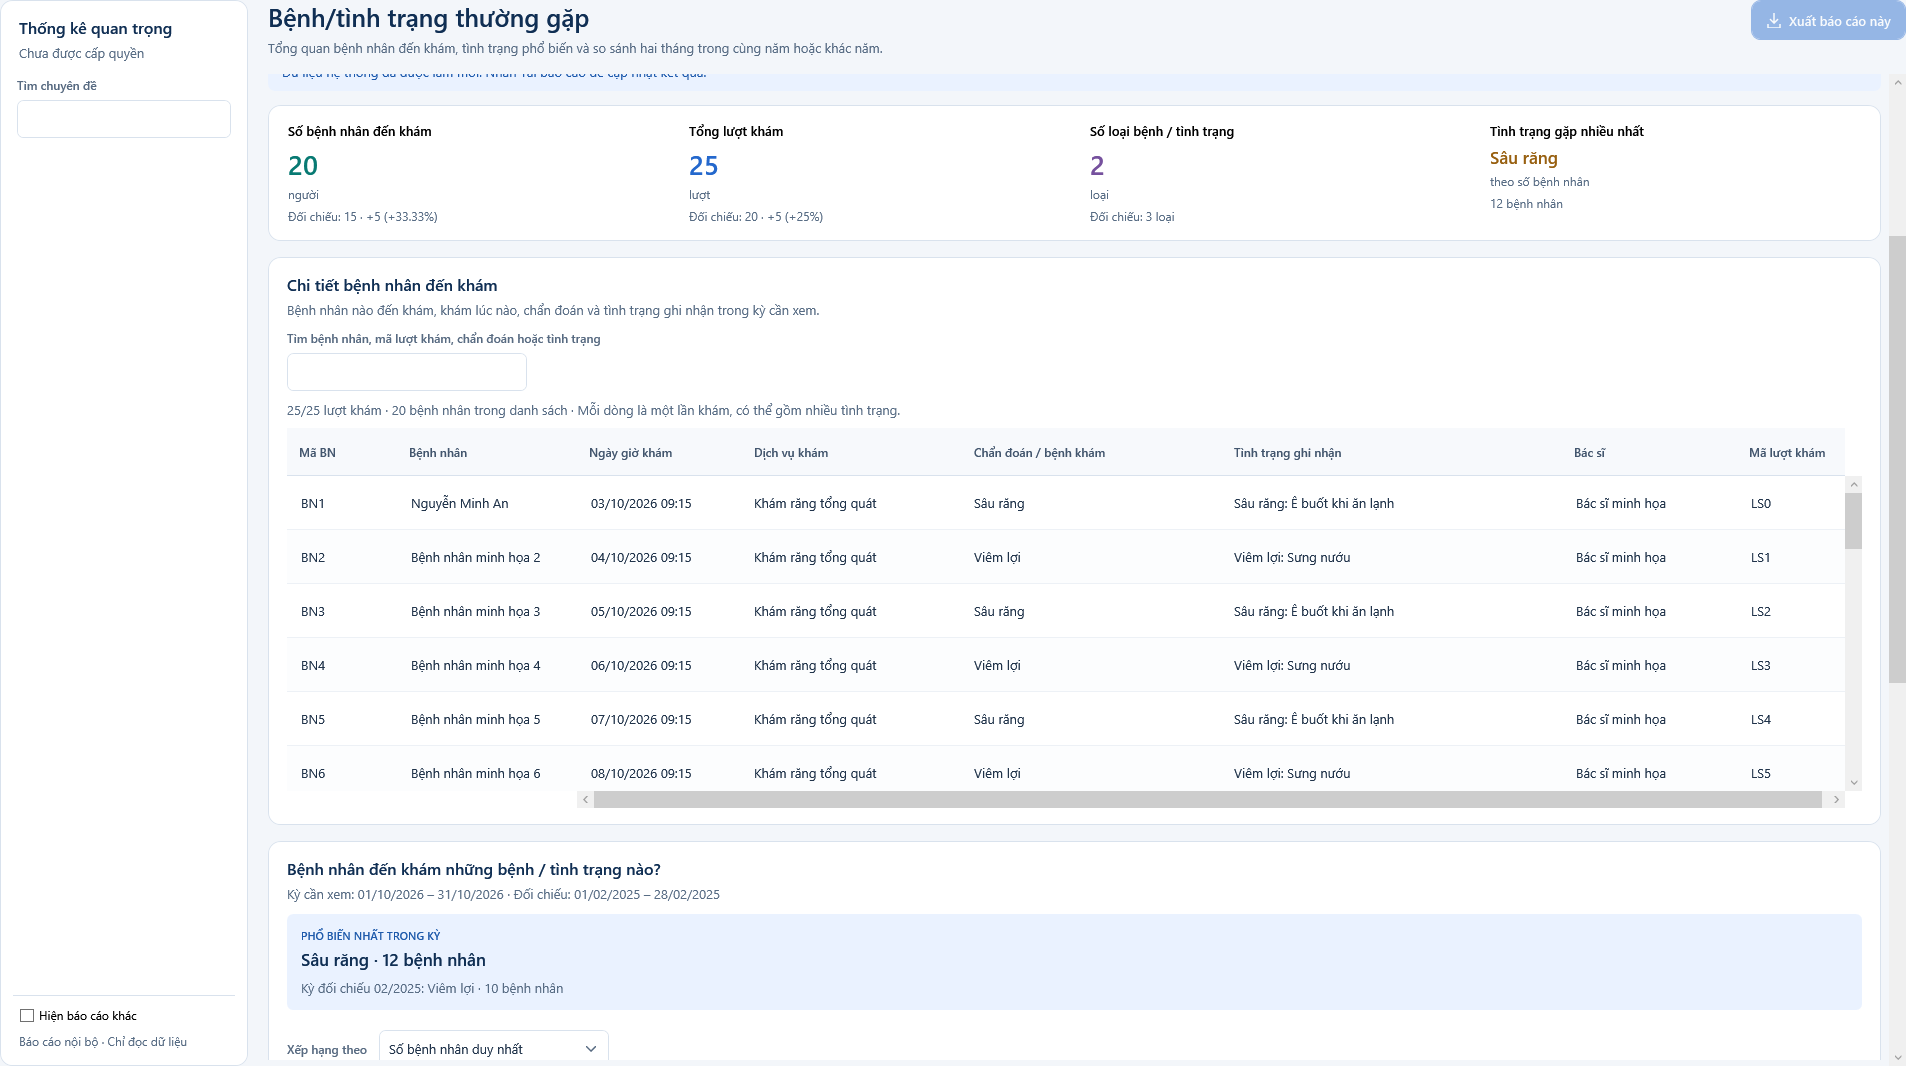 Thống kê quan trọng
Chưa được cấp quyền
Tìm chuyên đề
Hiện báo cáo khác
Báo cáo nội bộ · Chỉ đọc dữ liệu
Bệnh/tình trạng thường gặp
Tổng quan bệnh nhân đến khám, tình trạng phổ biến và so sánh hai tháng trong cùng năm hoặc khác năm.
Xuất báo cáo này
Dữ liệu hệ thống đã được làm mới. Nhấn Tải báo cáo để cập nhật kết quả.
Số bệnh nhân đến khám
20
người
Đối chiếu: 15 · +5 (+33.33%)
Tổng lượt khám
25
lượt
Đối chiếu: 20 · +5 (+25%)
Số loại bệnh / tình trạng
2
loại
Đối chiếu: 3 loại
Tình trạng gặp nhiều nhất
Sâu răng
theo số bệnh nhân
12 bệnh nhân
Chi tiết bệnh nhân đến khám
Bệnh nhân nào đến khám, khám lúc nào, chẩn đoán và tình trạng ghi nhận trong kỳ cần xem.
Tìm bệnh nhân, mã lượt khám, chẩn đoán hoặc tình trạng
25/25 lượt khám · 20 bệnh nhân trong danh sách · Mỗi dòng là một lần khám, có thể gồm nhiều tình trạng.
Mã BN Bệnh nhân Ngày giờ khám Dịch vụ khám Chẩn đoán / bệnh khám Tình trạng ghi nhận Bác sĩ Mã lượt khám
BN1 Nguyễn Minh An 03/10/2026 09:15 Khám răng tổng quát Sâu răng Sâu răng: Ê buốt khi ăn lạnh Bác sĩ minh họa LS0
BN2 Bệnh nhân minh họa 2 04/10/2026 09:15 Khám răng tổng quát Viêm lợi Viêm lợi: Sưng nướu Bác sĩ minh họa LS1
BN3 Bệnh nhân minh họa 3 05/10/2026 09:15 Khám răng tổng quát Sâu răng Sâu răng: Ê buốt khi ăn lạnh Bác sĩ minh họa LS2
BN4 Bệnh nhân minh họa 4 06/10/2026 09:15 Khám răng tổng quát Viêm lợi Viêm lợi: Sưng nướu Bác sĩ minh họa LS3
BN5 Bệnh nhân minh họa 5 07/10/2026 09:15 Khám răng tổng quát Sâu răng Sâu răng: Ê buốt khi ăn lạnh Bác sĩ minh họa LS4
BN6 Bệnh nhân minh họa 6 08/10/2026 09:15 Khám răng tổng quát Viêm lợi Viêm lợi: Sưng nướu Bác sĩ minh họa LS5
Bệnh nhân đến khám những bệnh / tình trạng nào?
Kỳ cần xem: 01/10/2026 – 31/10/2026 · Đối chiếu: 01/02/2025 – 28/02/2025
PHỔ BIẾN NHẤT TRONG KỲ
Sâu răng · 12 bệnh nhân
Kỳ đối chiếu 02/2025: Viêm lợi · 10 bệnh nhân
Xếp hạng theo Số bệnh nhân duy nhất